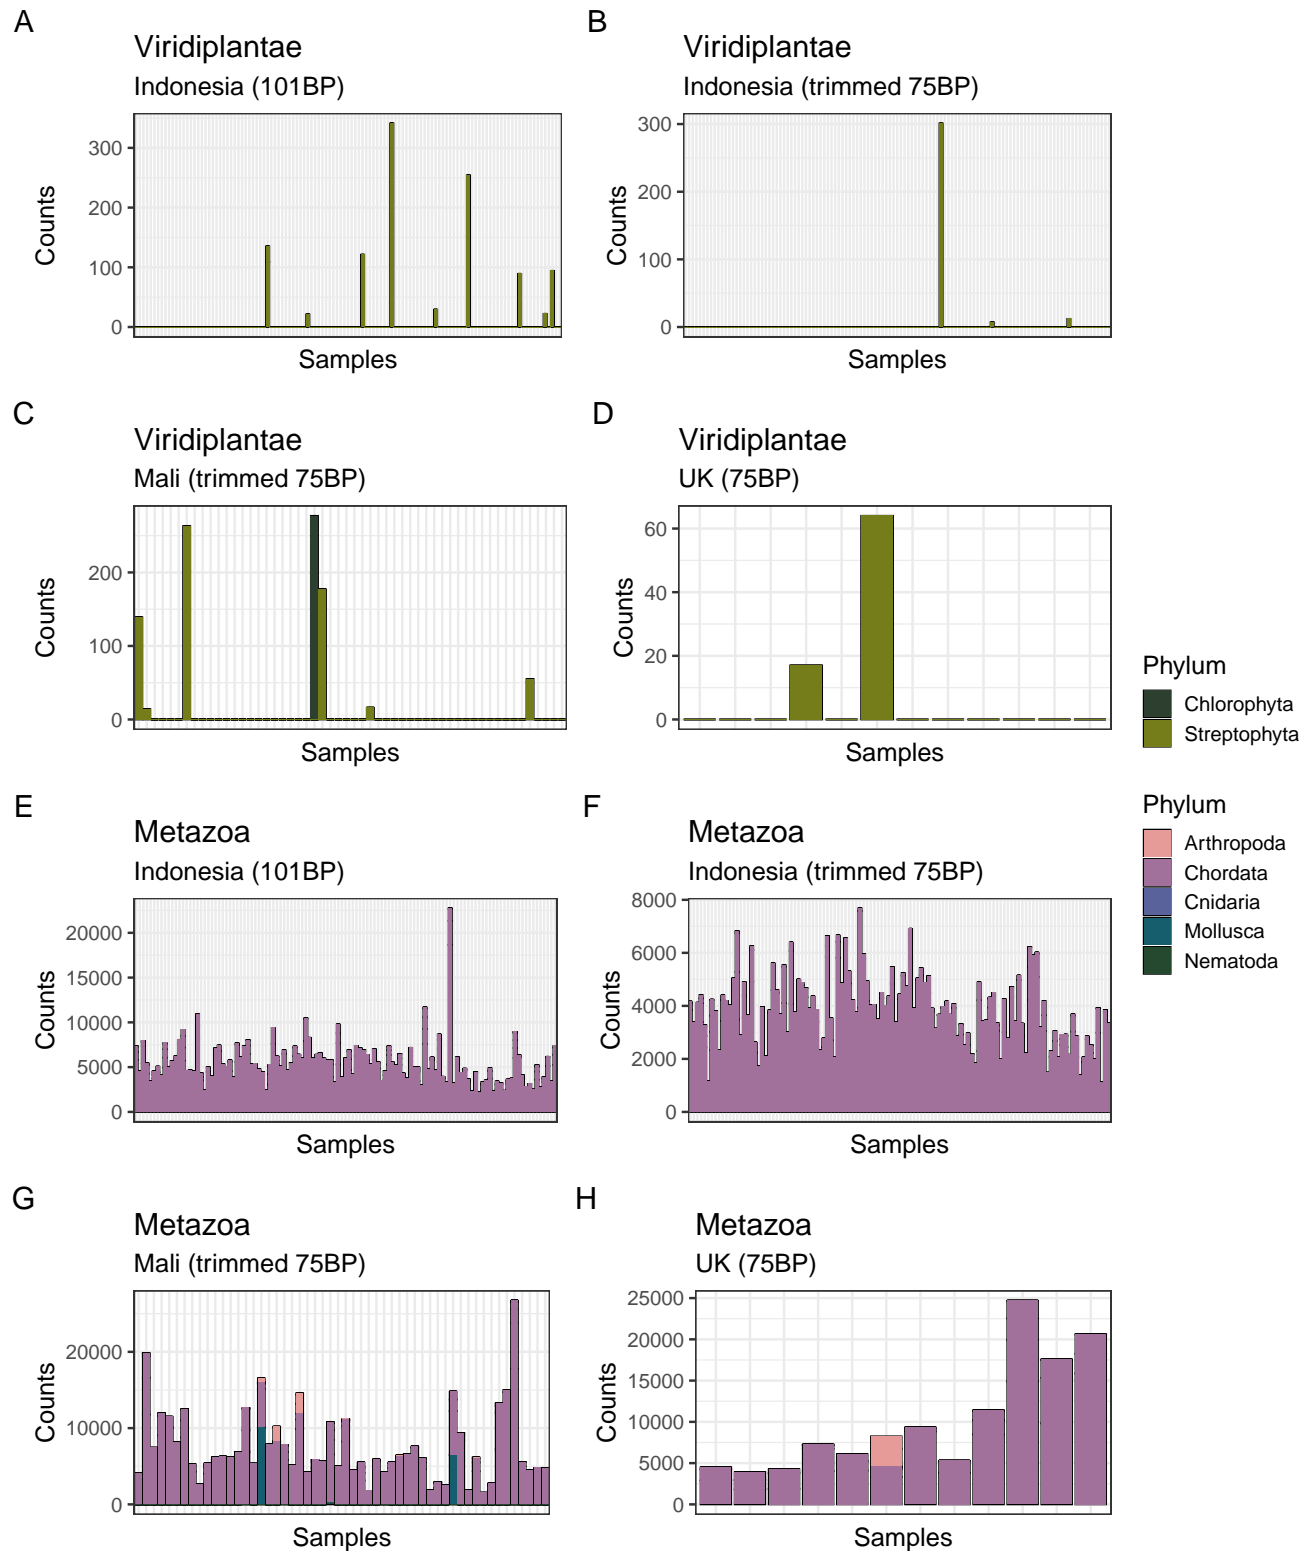 A
Viridiplantae
Indonesia (101BP)
300
200
100
0
Counts
Samples
B
Viridiplantae
Indonesia (trimmed 75BP)
300
200
100
0
Counts
Samples
C
Viridiplantae
Mali (trimmed 75BP)
200
100
0
Counts
Samples
D
Viridiplantae
UK (75BP)
60
40
20
0
Counts
Samples
Phylum
Chlorophyta
Streptophyta
E
Metazoa
Indonesia (101BP)
20000
15000
10000
5000
0
Counts
Samples
F
Metazoa
Indonesia (trimmed 75BP)
8000
6000
4000
2000
0
Counts
Samples
Phylum
Arthropoda
Chordata
Cnidaria
Mollusca
Nematoda
G
Metazoa
Mali (trimmed 75BP)
20000
10000
0
Counts
Samples
H
Metazoa
UK (75BP)
25000
20000
15000
10000
5000
0
Counts
Samples